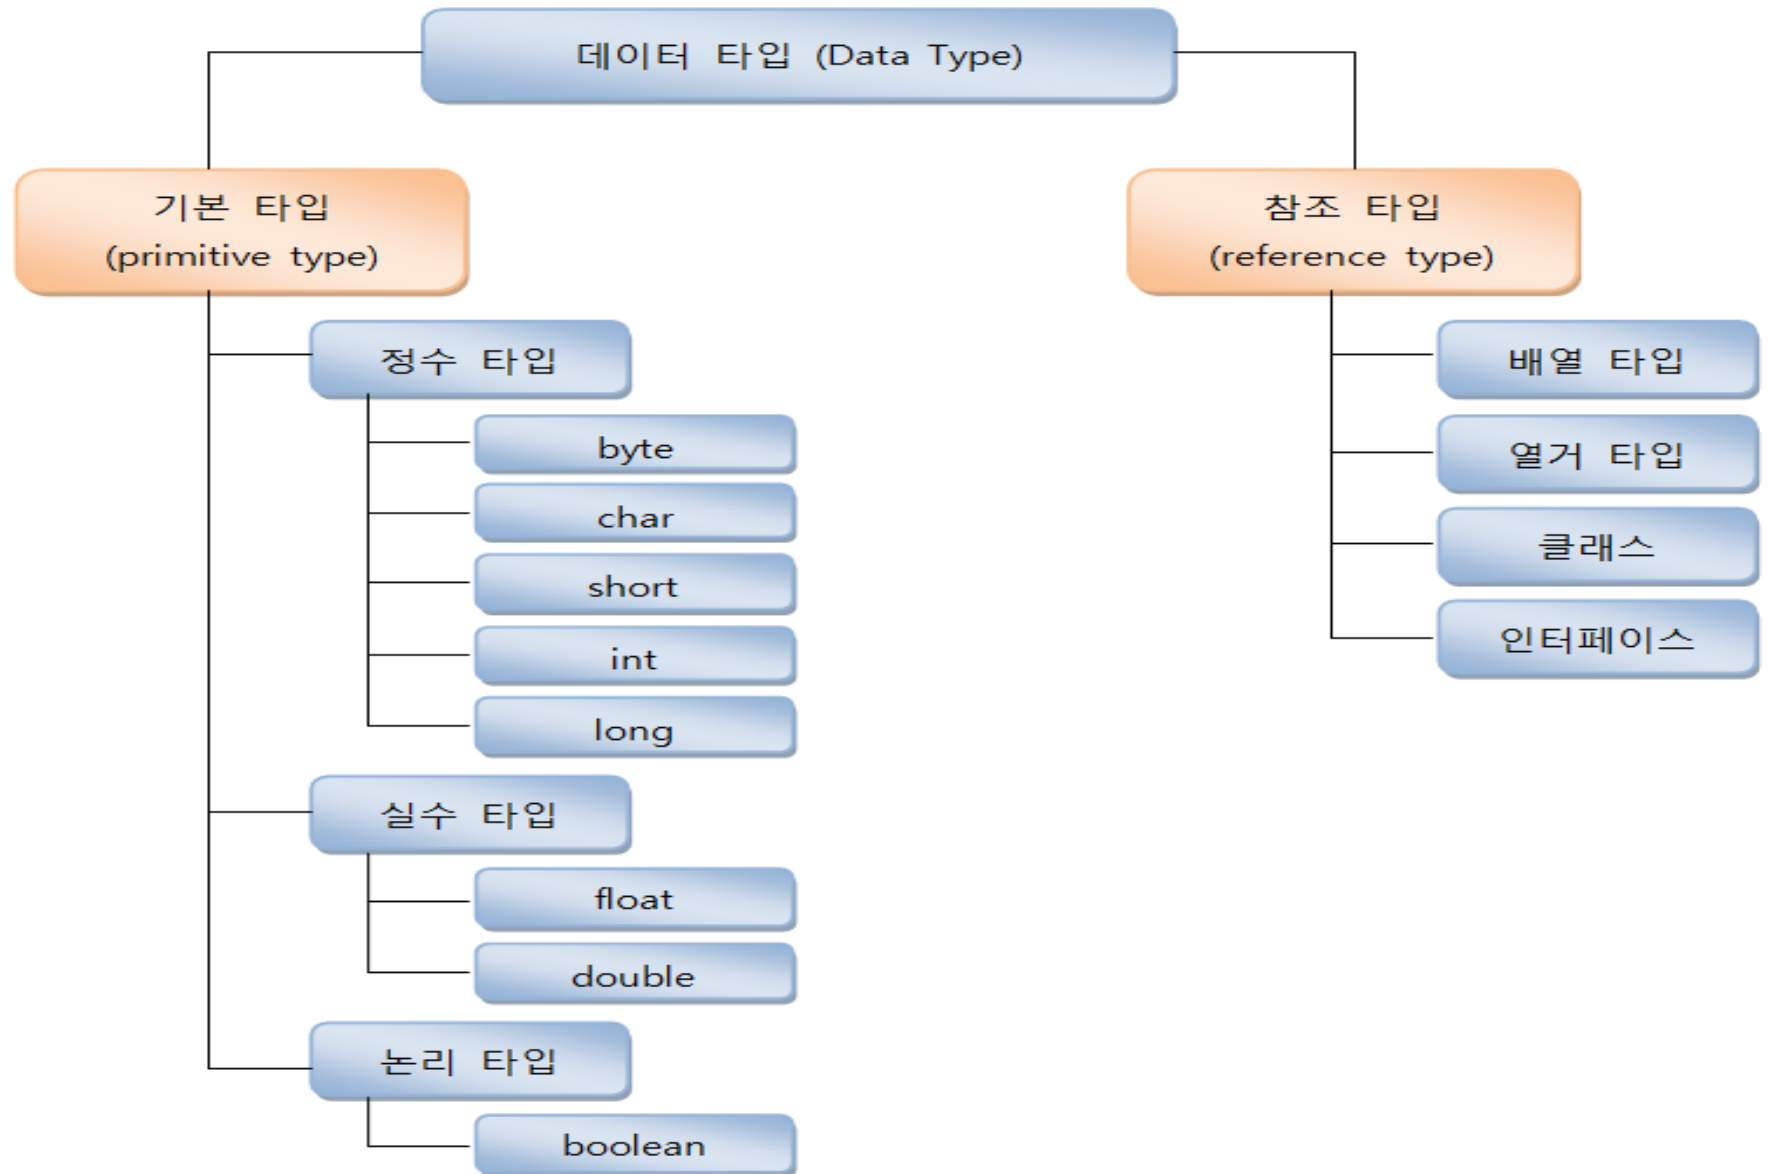 데이터 타입 (Data Type)
기본 타입
(primitive type)
정수 타입
byte
char
short
int
long
실수 타입
float
double
논리 타입
boolean
참조 타입
(reference type)
배열 타입
열거 타입
클래스
인터페이스